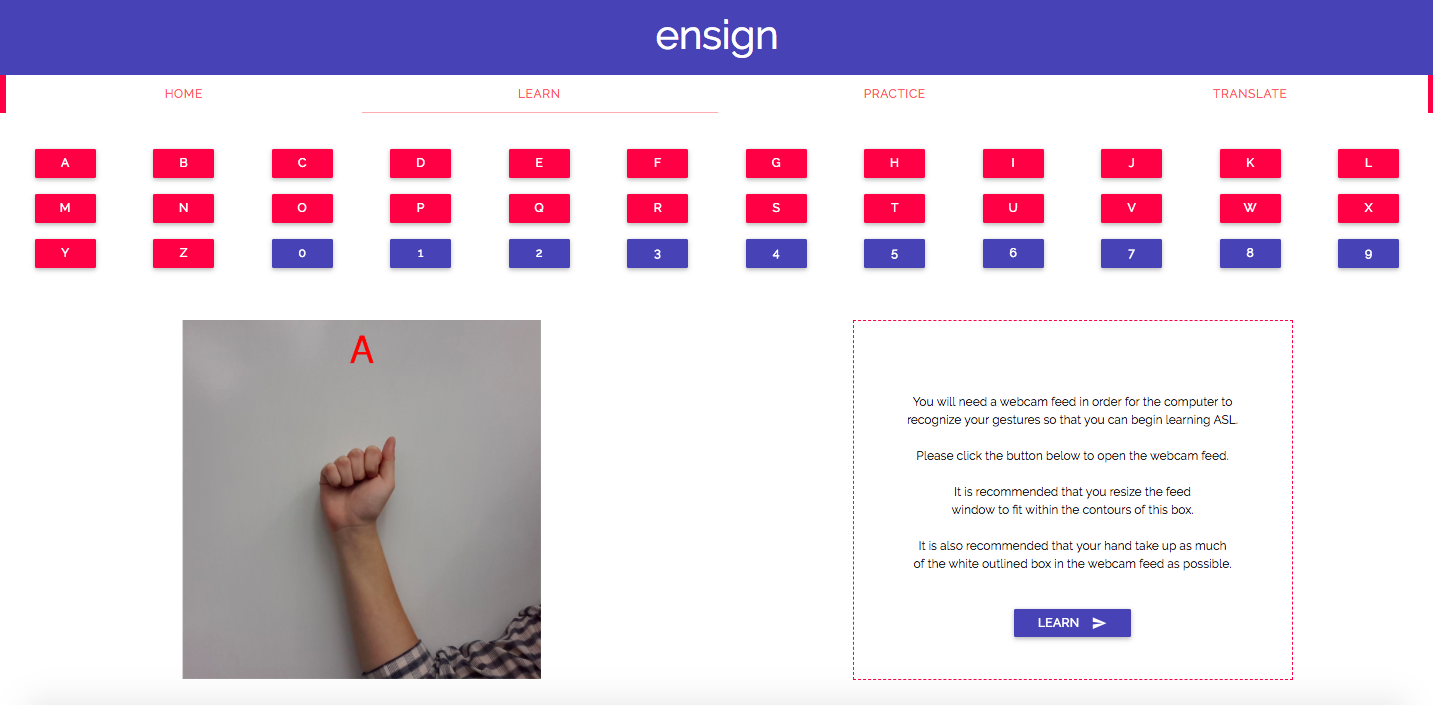 ensign
HOME LEARN PRACTICE TRANSLATE
A B C D E F G H I J K L
M N O P Q R S T U V W X
Y Z 0 1 2 3 4 5 6 7 8 9
A
You will need a webcam feed in order for the computer to
recognize your gestures so that you can begin learning ASL.
Please click the button below to open the webcam feed.
It is recommended that you resize the feed
window to fit within the contours of this box.
It is also recommended that your hand take up as much
of the white outlined box in the webcam feed as possible.
LEARN